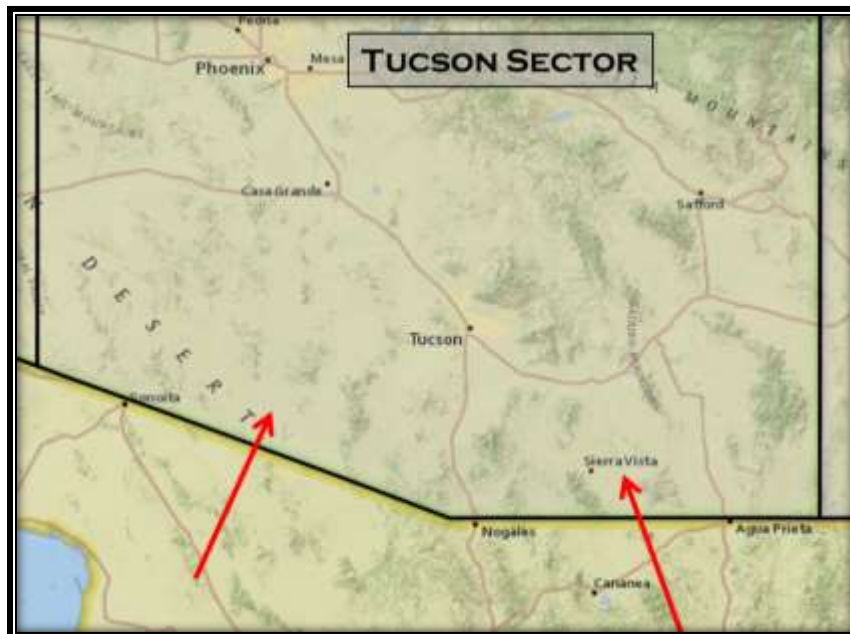 Peoria
TUCSON SECTOR
Mesa
Phoenix
MOUNTAINS
Casa Grande
Safford
DESERT
Tucson
Sonoita
Sierra Vista
Nogales
Agua Prieta
Cananea